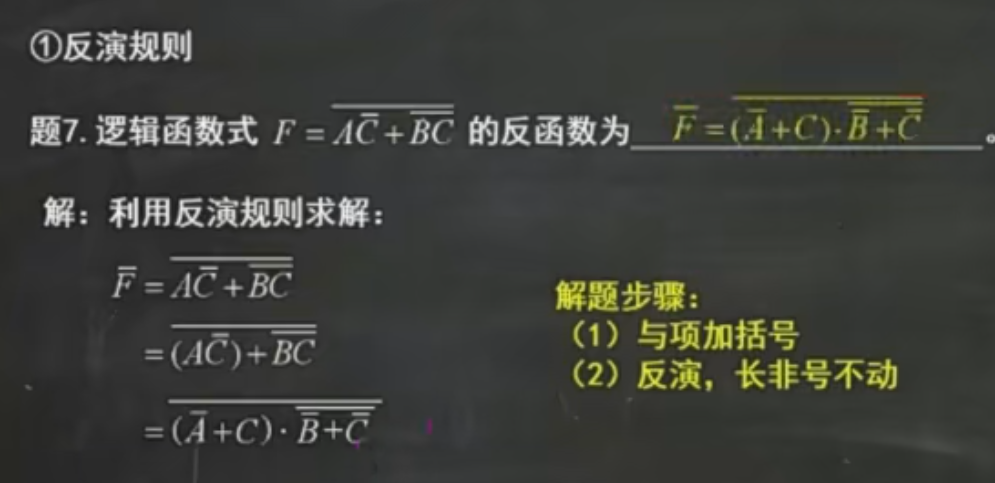 ①反演规则
题7. 逻辑函数式 $F=\overline{A\overline{C}+\overline{BC}}$ 的反函数为 $\overline{F}=\overline{(\overline{A}+C)\cdot\overline{\overline{B}+\overline{C}}}$ 。
解：利用反演规则求解：
$\overline{F}=\overline{A\overline{C}+\overline{\overline{BC}}}$
$=\overline{(A\overline{C})+\overline{\overline{BC}}}$
$=\overline{(\overline{A}+C)\cdot\overline{\overline{B}+\overline{C}}}$
解题步骤：
（1）与项加括号
（2）反演，长非号不动